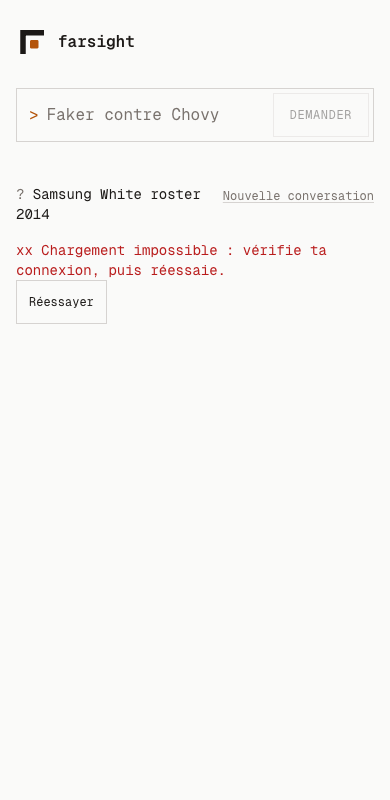 farsight
> Faker contre Chovy
DEMANDER
? Samsung White roster
2014
Nouvelle conversation
xx Chargement impossible : vérifie ta
connexion, puis réessaie.
Réessayer